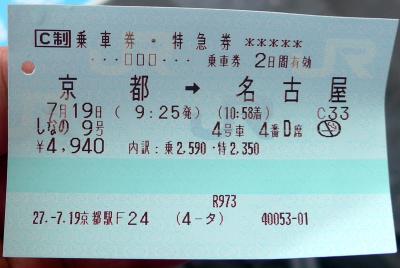 C制 乗車券・特急券 *****
・・・□□□・・・ 乗車券 2日間有効
京都 → 名古屋
7月19日( 9:25発) (10:58着) C33
しなの 9号 4号車 4番D席
¥4,940 内訳:乗2,590・特2,350
R973
27.-7.19京都駅F24 (4-タ) 40053-01